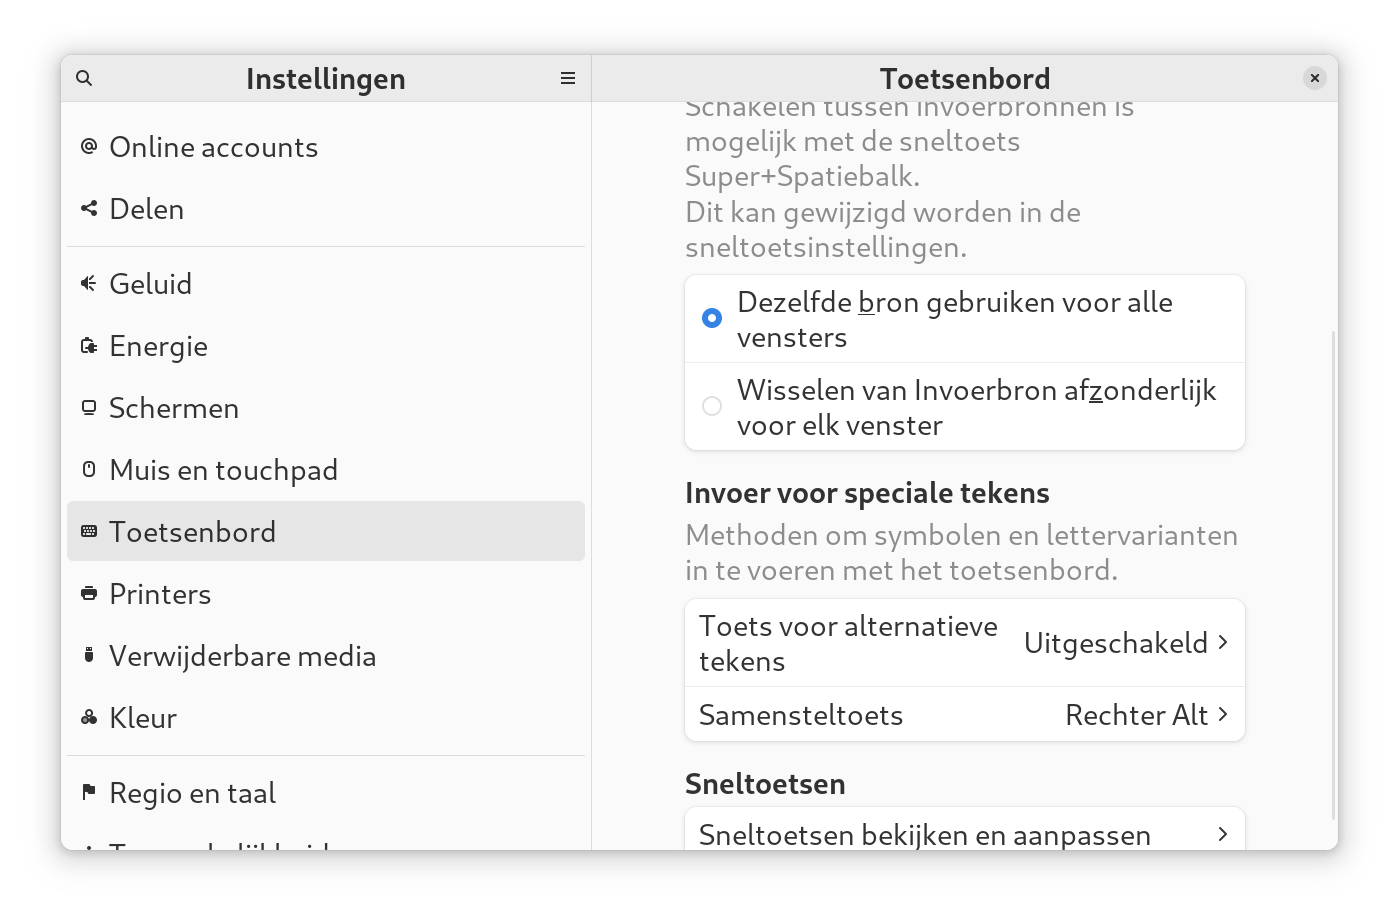 Instellingen
Online accounts
Delen
Geluid
Energie
Schermen
Muis en touchpad
Toetsenbord
Printers
Verwijderbare media
Kleur
Regio en taal
Toetsenbord
Schakelen tussen invoerbronnen is
mogelijk met de sneltoets
Super+Spatiebalk.
Dit kan gewijzigd worden in de
sneltoetsinstellingen.
Dezelfde bron gebruiken voor alle
vensters
Wisselen van Invoerbron afzonderlijk
voor elk venster
Invoer voor speciale tekens
Methoden om symbolen en lettervarianten
in te voeren met het toetsenbord.
Toets voor alternatieve
tekens
Uitgeschakeld
Samensteltoets
Rechter Alt
Sneltoetsen
Sneltoetsen bekijken en aanpassen